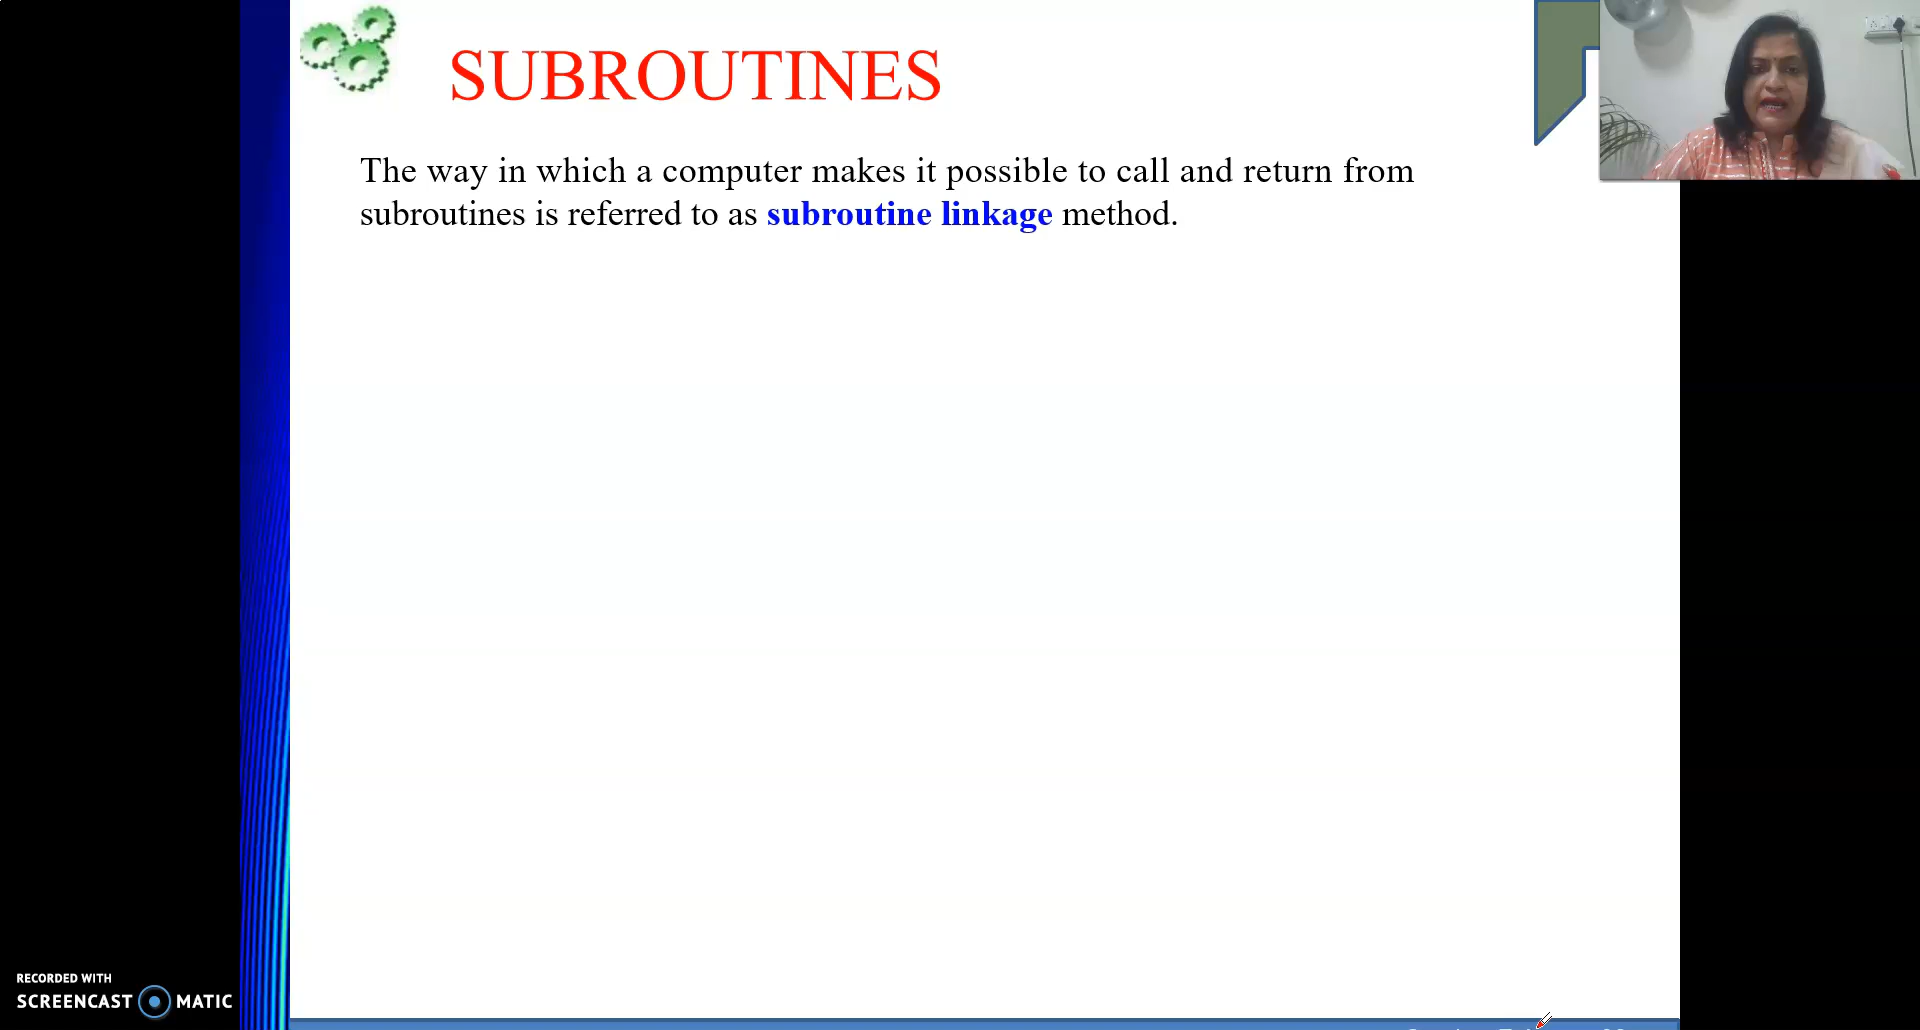 SUBROUTINES
The way in which a computer makes it possible to call and return from
subroutines is referred to as subroutine linkage method.
RECORDED WITH
SCREENCAST MATIC